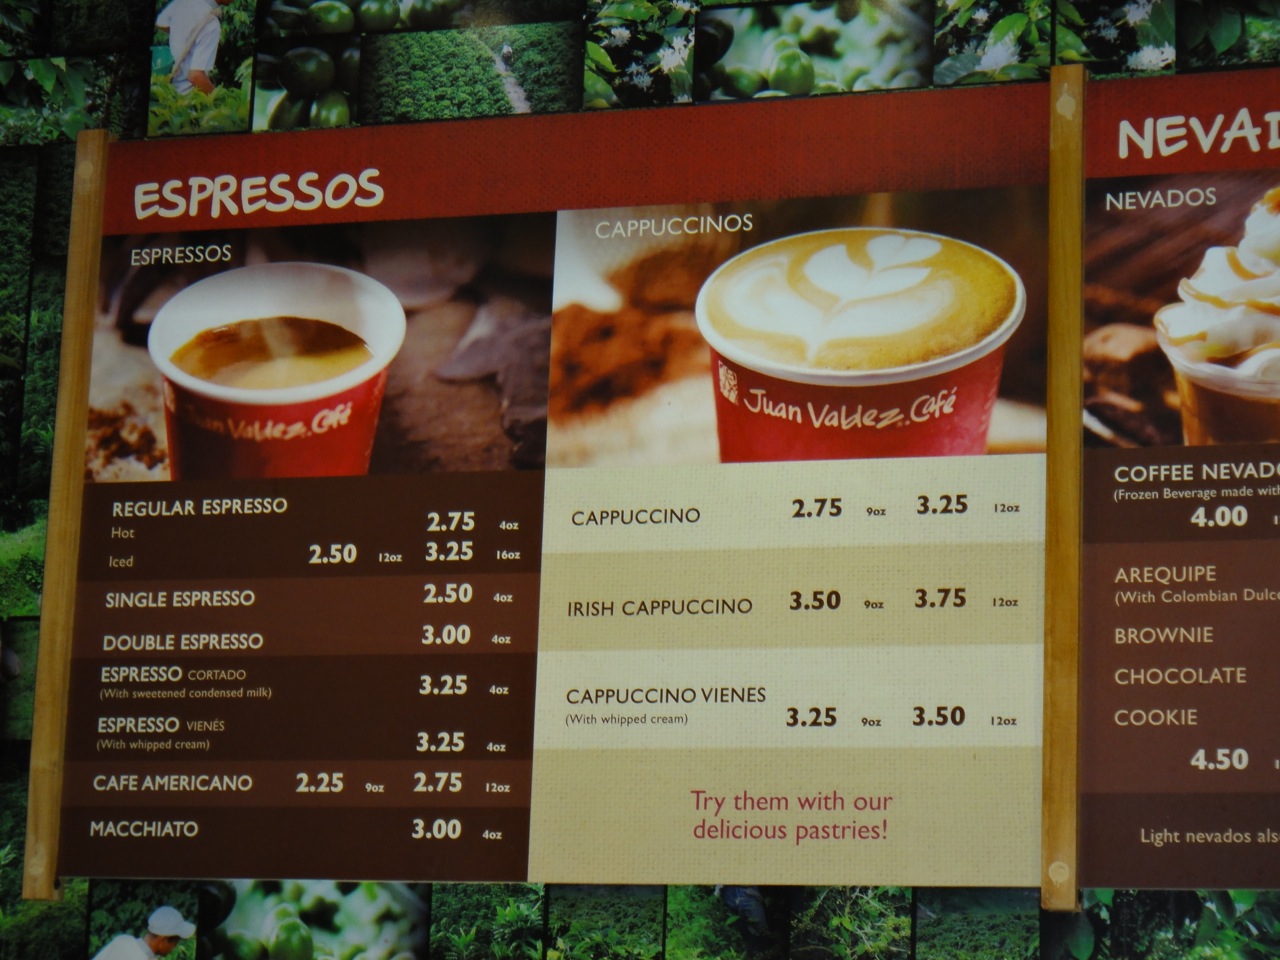 ESPRESSOS
ESPRESSOS
Juan Valdez. Café
REGULAR ESPRESSO
Hot 2.75 4oz
Iced 2.50 12oz 3.25 16oz
SINGLE ESPRESSO 2.50 4oz
DOUBLE ESPRESSO 3.00 4oz
ESPRESSO CORTADO
(With sweetened condensed milk) 3.25 4oz
ESPRESSO VIENÉS
(With whipped cream) 3.25 4oz
CAFE AMERICANO 2.25 9oz 2.75 12oz
MACCHIATO 3.00 4oz
CAPPUCCINOS
Juan Valdez. Café
CAPPUCCINO 2.75 9oz 3.25 12oz
IRISH CAPPUCCINO 3.50 9oz 3.75 12oz
CAPPUCCINO VIENES
(With whipped cream) 3.25 9oz 3.50 12oz
Try them with our
delicious pastries!
NEVAD
NEVADOS
COFFEE NEVADO
(Frozen Beverage made with
4.00
AREQUIPE
(With Colombian Dulce
BROWNIE
CHOCOLATE
COOKIE
4.50
Light nevados also